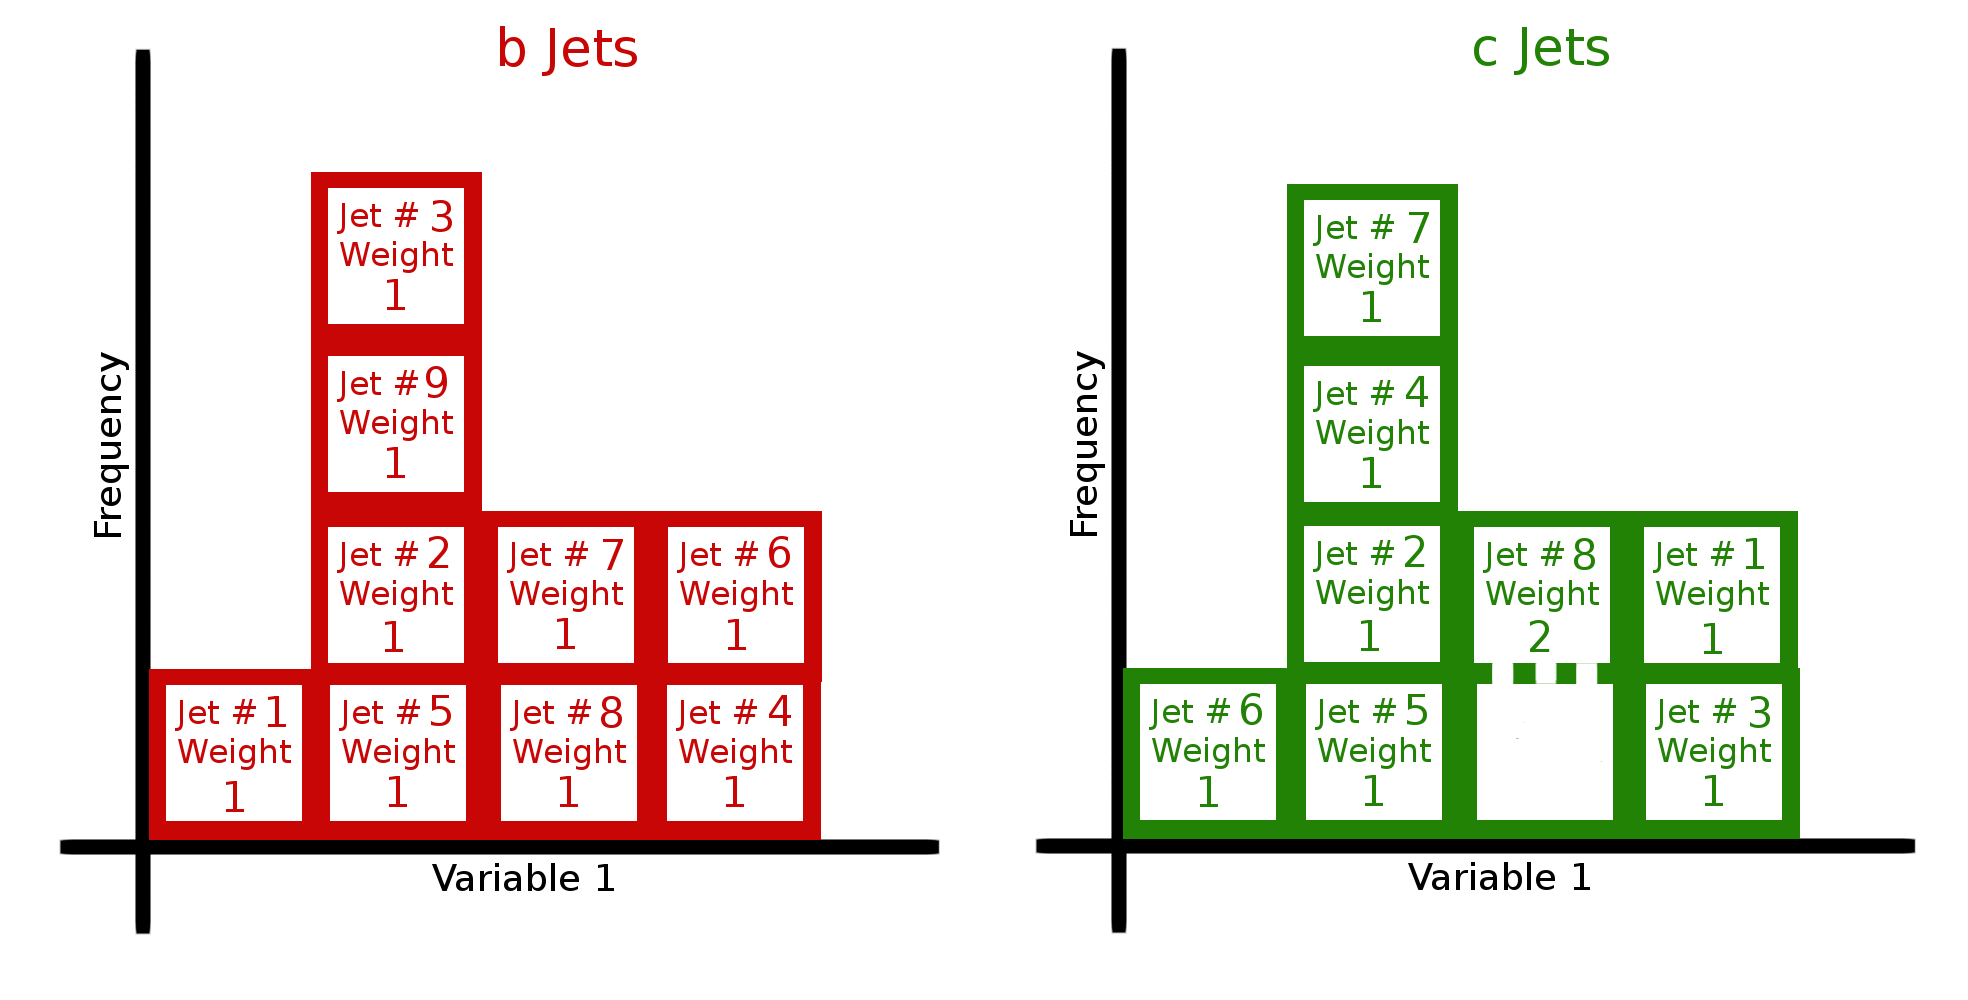 b Jets
Frequency
Jet # 3
Weight
1
Jet # 9
Weight
1
Jet # 2
Weight
1
Jet # 7
Weight
1
Jet # 6
Weight
1
Jet # 1
Weight
1
Jet # 5
Weight
1
Jet # 8
Weight
1
Jet # 4
Weight
1
Variable 1
c Jets
Frequency
Jet # 7
Weight
1
Jet # 4
Weight
1
Jet # 2
Weight
1
Jet # 8
Weight
2
Jet # 1
Weight
1
Jet # 6
Weight
1
Jet # 5
Weight
1
Jet # 3
Weight
1
Variable 1